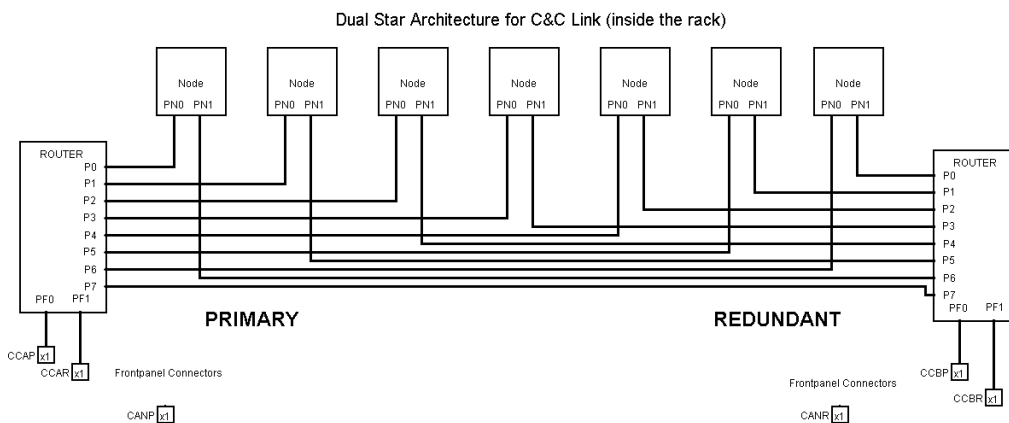 Dual Star Architecture for C&C Link (inside the rack)
Node Node Node Node Node Node Node
PN0 PN1 PN0 PN1 PN0 PN1 PN0 PN1 PN0 PN1 PN0 PN1 PN0 PN1
ROUTER
P0
P1
P2
P3
P4
P5
P6
P7
PF0 PF1
ROUTER
P0
P1
P2
P3
P4
P5
P6
P7
PF0 PF1
PRIMARY
REDUNDANT
CCAP x1
CCAR x1
Frontpanel Connectors
CANP x1
CCBP x1
Frontpanel Connectors
CCBR x1
CANR x1